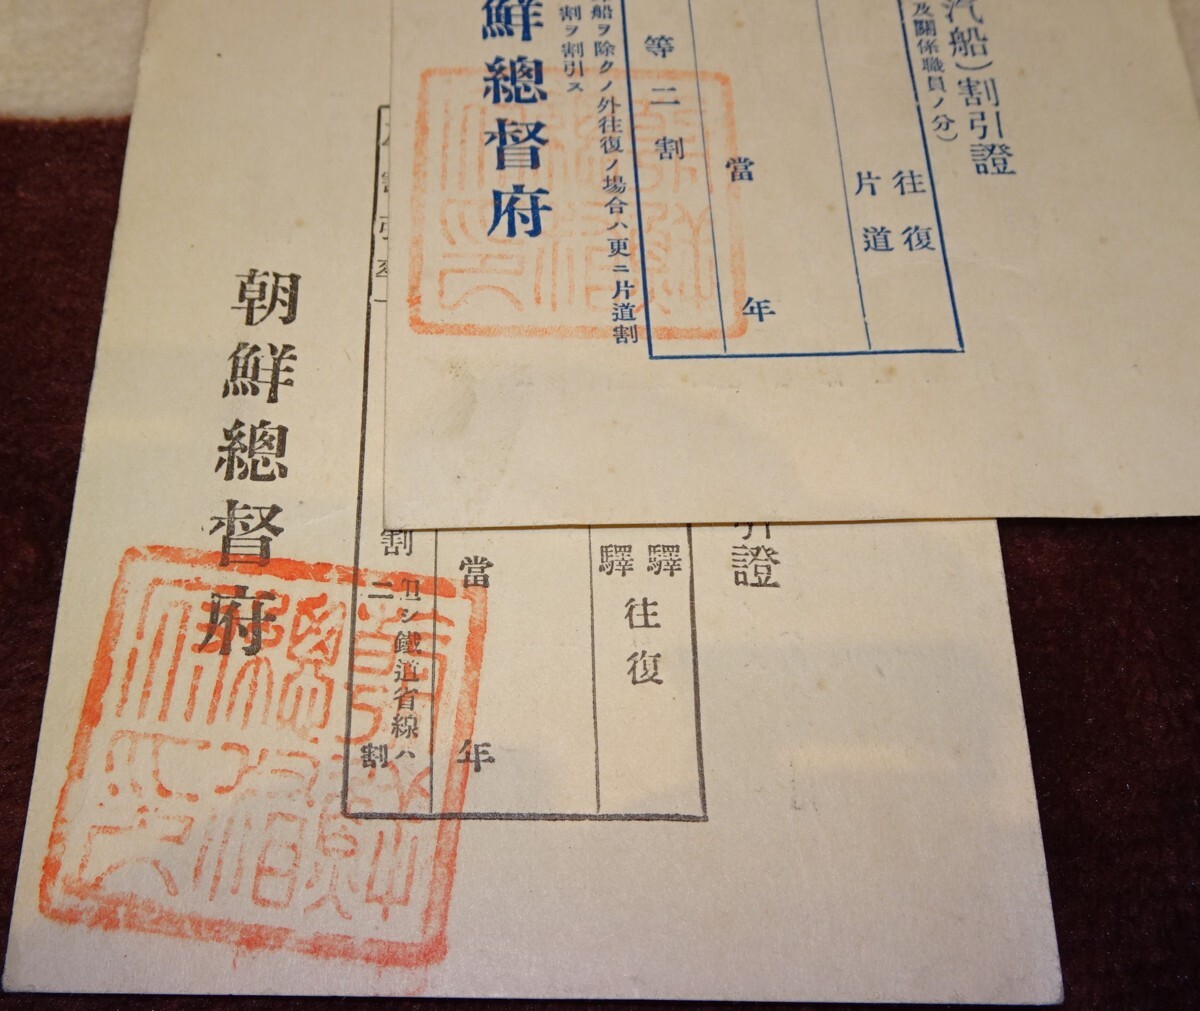 汽船）割引證
及關係職員ノ分）
往復
片道
當　年
等二割
船ヲ除クノ外往復ノ場合ハ更ニ片道割
割ヲ割引ス
鮮總督府
引證
驛
驛
往復
當　年
割
但シ鐵道省線ハ
二割
朝鮮總督府